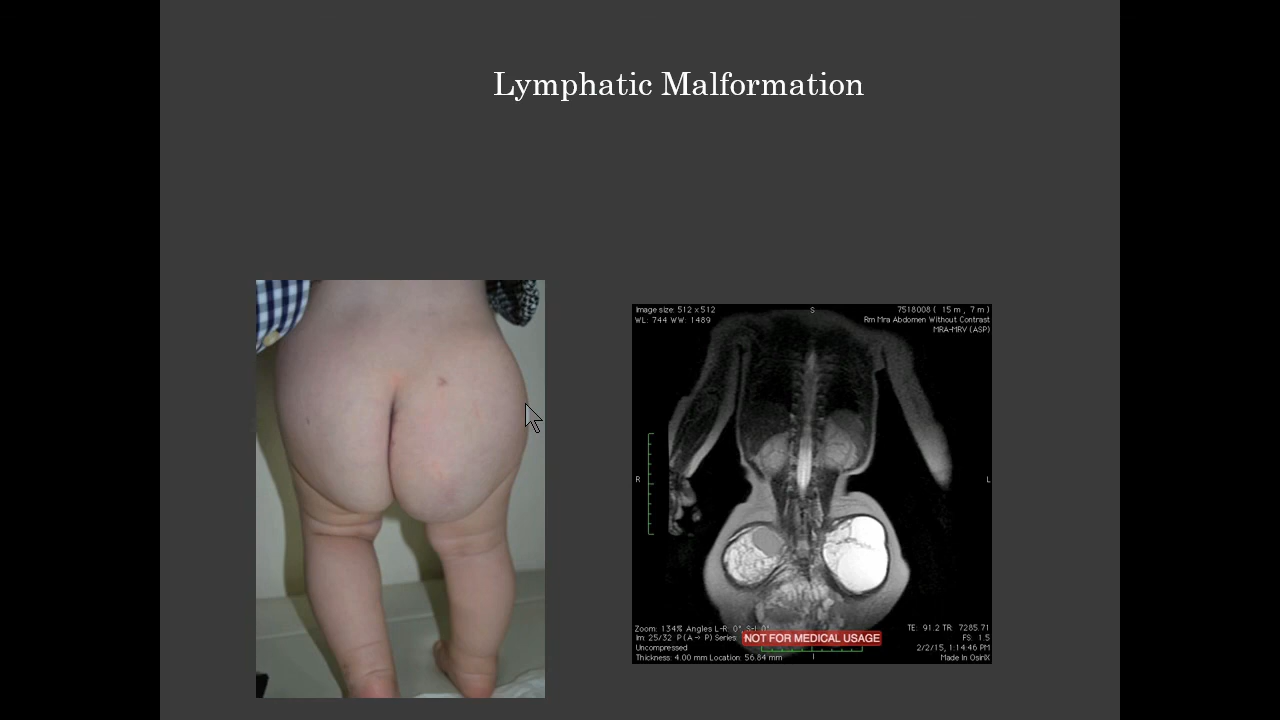 Lymphatic Malformation
Image size: 512 x 512
WL: 744 WW: 1489
S
7518008 ( 15 m , 7 m )
Rm Mra Abdomen Without Contrast
MRA-MRV (ASP)
R
L
Zoom: 134% Angles L-R: 0° S-I: 0°
Im: 25/32 P (A -> P) Series:
Uncompressed
Thickness: 4.00 mm Location: 56.84 mm
NOT FOR MEDICAL USAGE
I
TE: 91.2 TR: 7285.71
FS: 1.5
2/2/15, 1:14:46 PM
Made In OsiriX